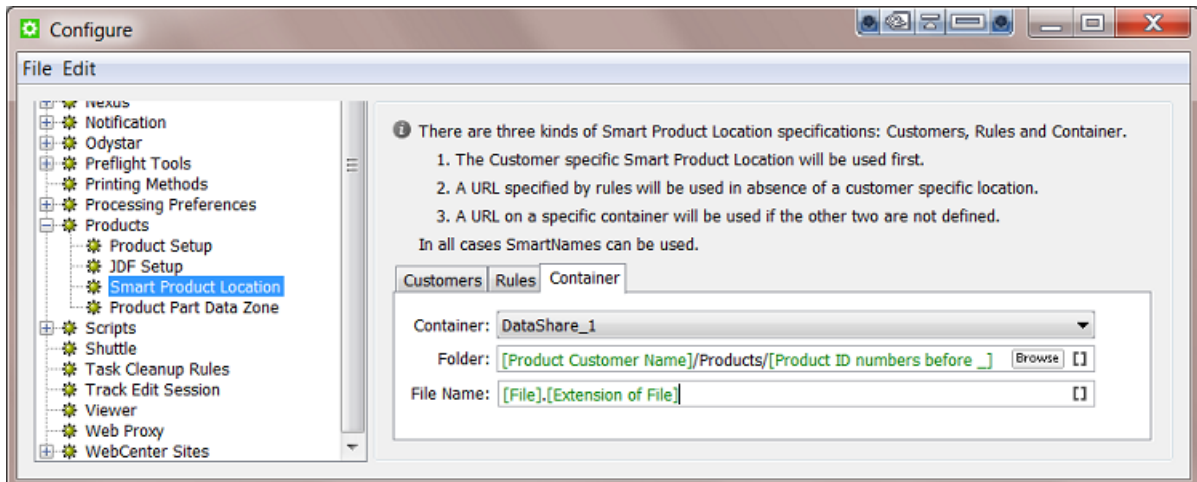 Configure
File Edit
Nexus
Notification
Odystar
Preflight Tools
Printing Methods
Processing Preferences
Products
Product Setup
JDF Setup
Smart Product Location
Product Part Data Zone
Scripts
Shuttle
Task Cleanup Rules
Track Edit Session
Viewer
Web Proxy
WebCenter Sites
There are three kinds of Smart Product Location specifications: Customers, Rules and Container.
1. The Customer specific Smart Product Location will be used first.
2. A URL specified by rules will be used in absence of a customer specific location.
3. A URL on a specific container will be used if the other two are not defined.
In all cases SmartNames can be used.
Customers Rules Container
Container: DataShare_1
Folder: [Product Customer Name]/Products/[Product ID numbers before _] Browse []
File Name: [File].[Extension of File] []